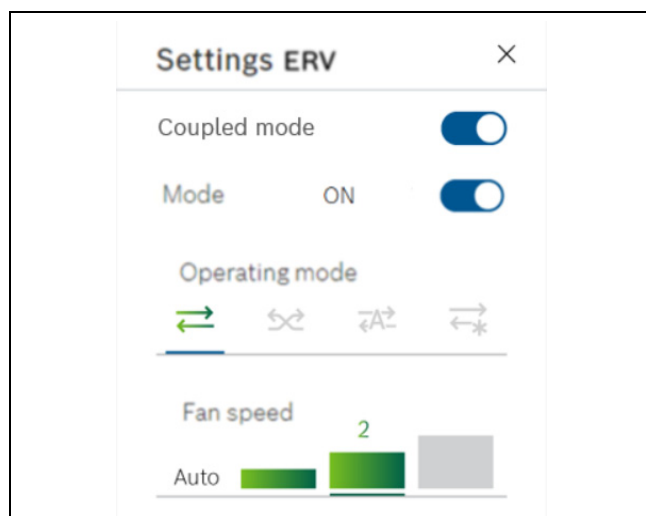 Settings ERV ×
Coupled mode
Mode ON
Operating mode
A
Fan speed
2
Auto